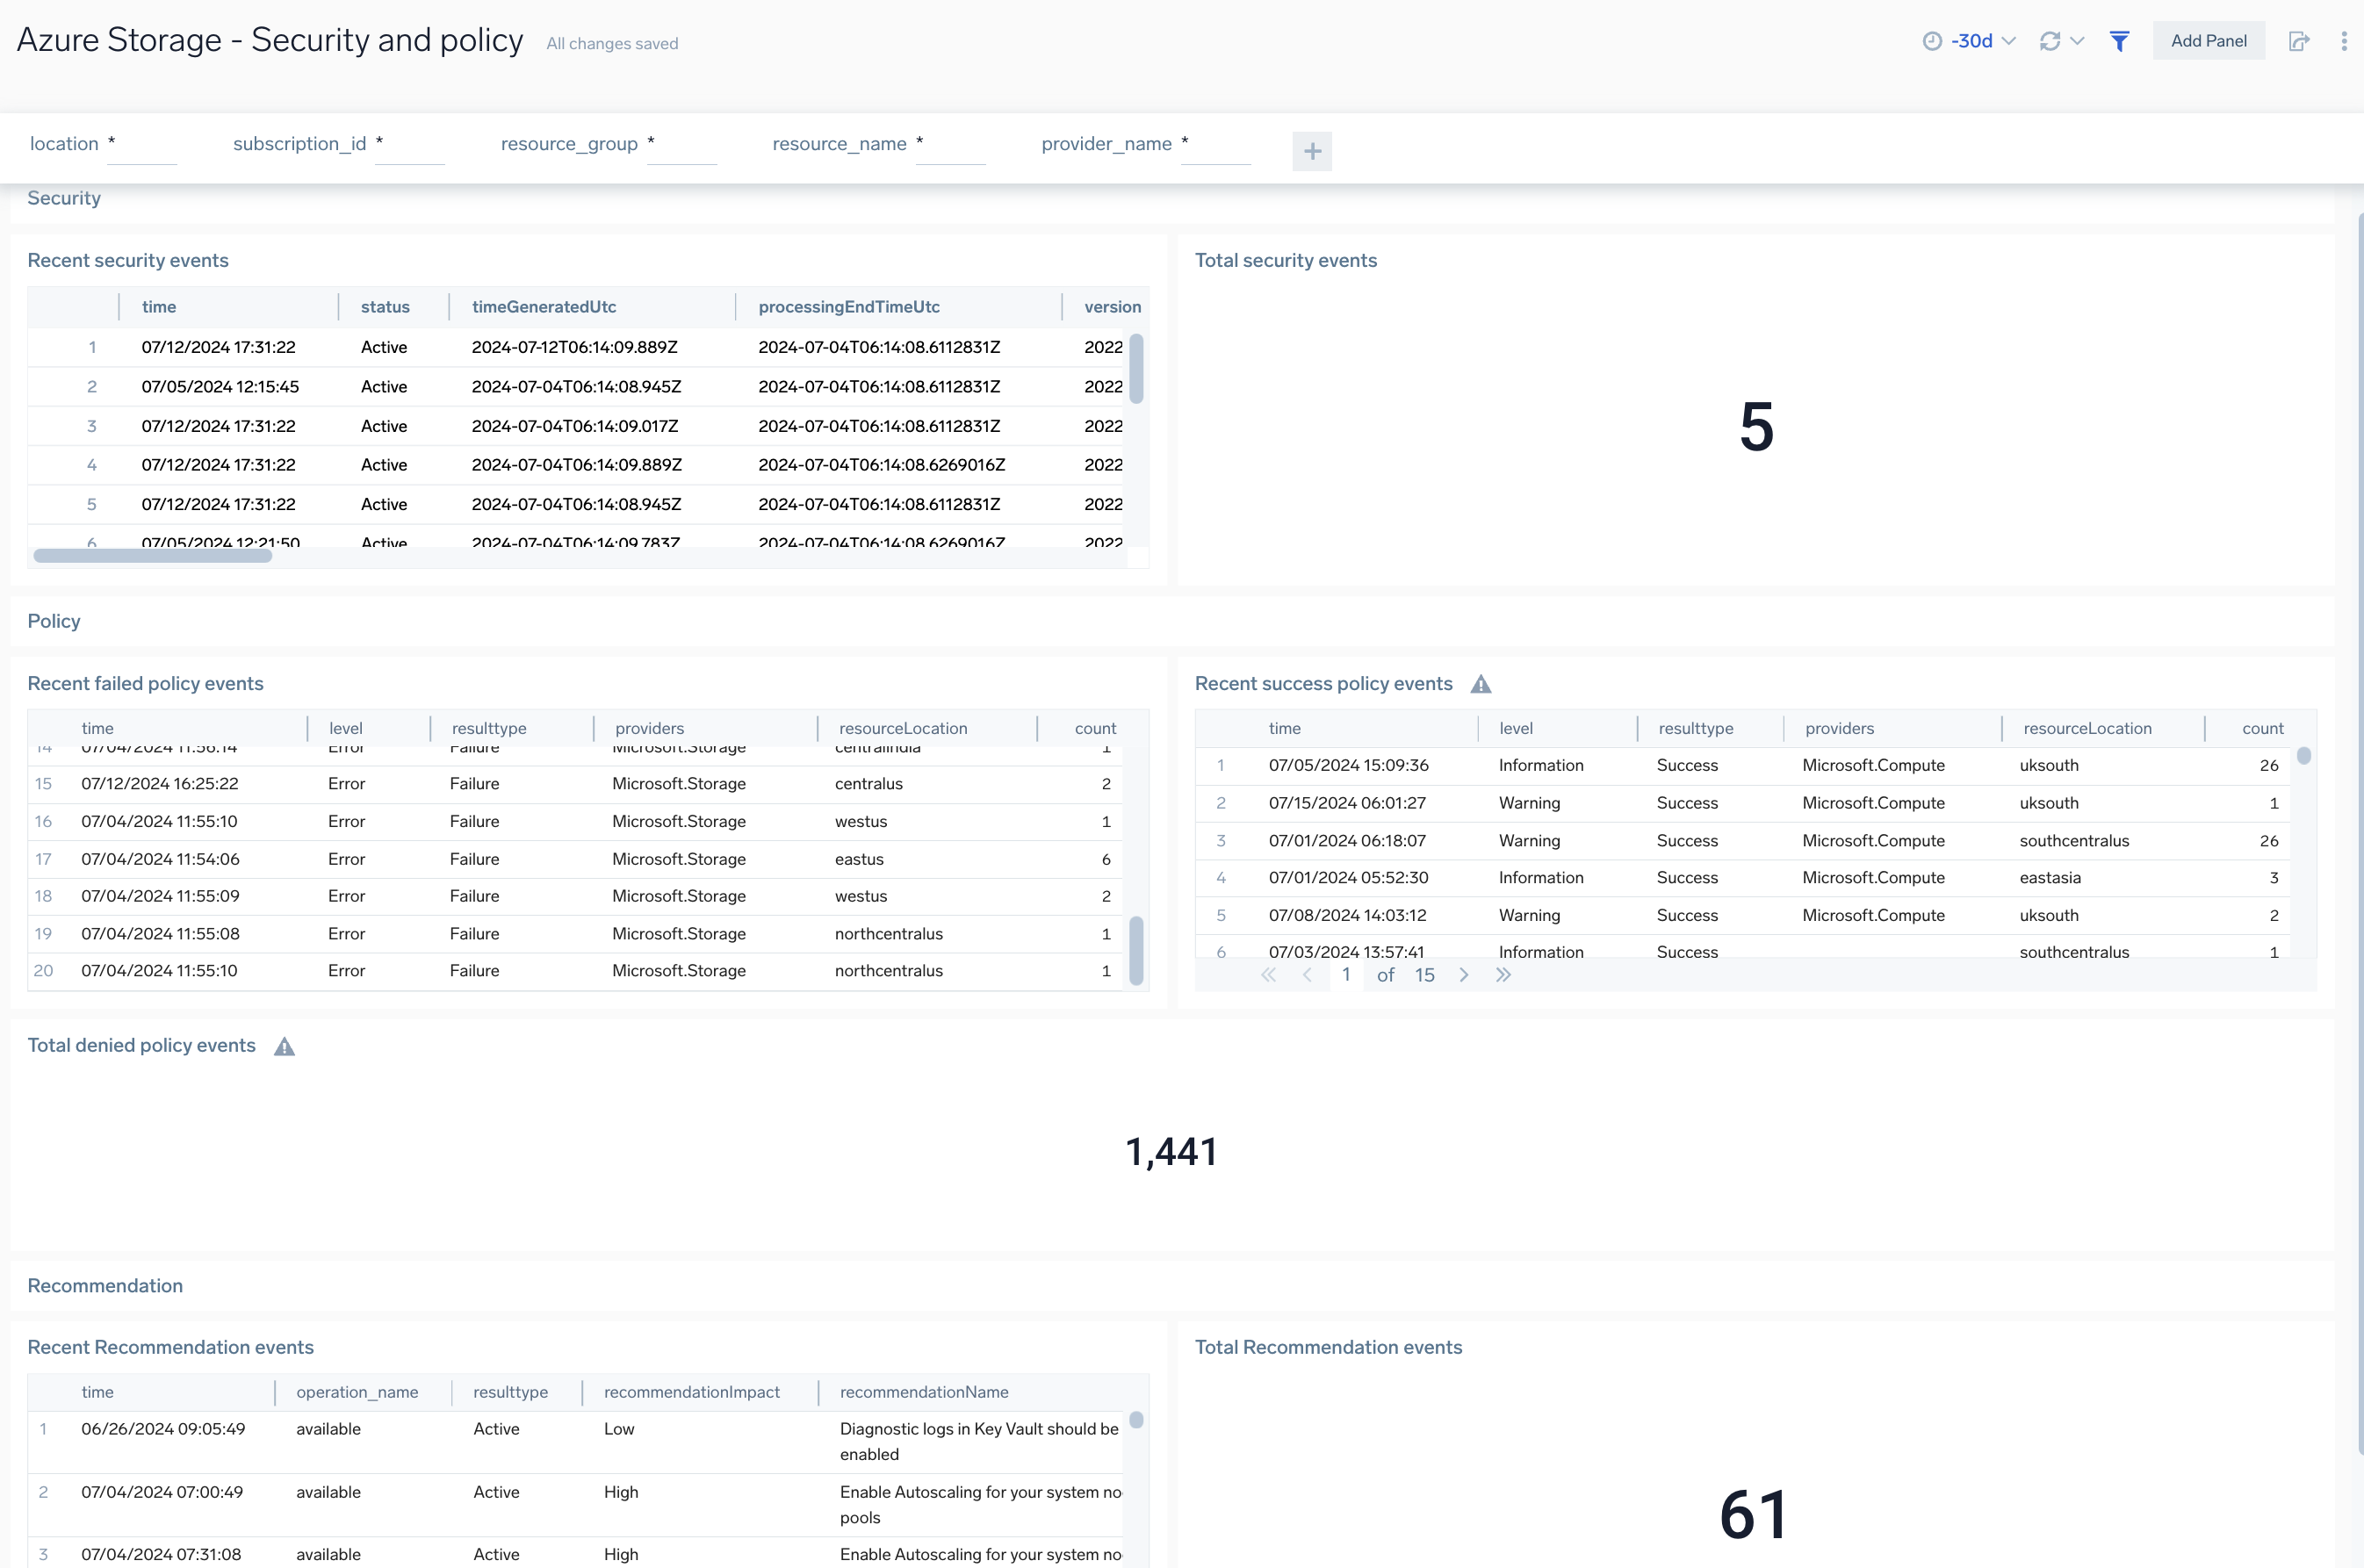 Azure Storage - Security and policy All changes saved -30d Add Panel
location * subscription_id * resource_group * resource_name * provider_name *
Security
Recent security events
time status timeGeneratedUtc processingEndTimeUtc version
1 07/12/2024 17:31:22 Active 2024-07-12T06:14:09.889Z 2024-07-04T06:14:08.6112831Z 2022
2 07/05/2024 12:15:45 Active 2024-07-04T06:14:08.945Z 2024-07-04T06:14:08.6112831Z 2022
3 07/12/2024 17:31:22 Active 2024-07-04T06:14:09.017Z 2024-07-04T06:14:08.6112831Z 2022
4 07/12/2024 17:31:22 Active 2024-07-04T06:14:09.889Z 2024-07-04T06:14:08.6269016Z 2022
5 07/12/2024 17:31:22 Active 2024-07-04T06:14:08.945Z 2024-07-04T06:14:08.6112831Z 2022
6 07/05/2024 12:21:50 Active 2024-07-04T06:14:09.783Z 2024-07-04T06:14:08.6269016Z 2022
Total security events
5
Policy
Recent failed policy events
time level resulttype providers resourceLocation count
14 07/04/2024 11:56:14 Error Failure Microsoft.Storage centralindia 1
15 07/12/2024 16:25:22 Error Failure Microsoft.Storage centralus 2
16 07/04/2024 11:55:10 Error Failure Microsoft.Storage westus 1
17 07/04/2024 11:54:06 Error Failure Microsoft.Storage eastus 6
18 07/04/2024 11:55:09 Error Failure Microsoft.Storage westus 2
19 07/04/2024 11:55:08 Error Failure Microsoft.Storage northcentralus 1
20 07/04/2024 11:55:10 Error Failure Microsoft.Storage northcentralus 1
Recent success policy events
time level resulttype providers resourceLocation count
1 07/05/2024 15:09:36 Information Success Microsoft.Compute uksouth 26
2 07/15/2024 06:01:27 Warning Success Microsoft.Compute uksouth 1
3 07/01/2024 06:18:07 Warning Success Microsoft.Compute southcentralus 26
4 07/01/2024 05:52:30 Information Success Microsoft.Compute eastasia 3
5 07/08/2024 14:03:12 Warning Success Microsoft.Compute uksouth 2
6 07/03/2024 13:57:41 Information Success southcentralus 1
1 of 15
Total denied policy events
1,441
Recommendation
Recent Recommendation events
time operation_name resulttype recommendationImpact recommendationName
1 06/26/2024 09:05:49 available Active Low Diagnostic logs in Key Vault should be
enabled
2 07/04/2024 07:00:49 available Active High Enable Autoscaling for your system no
pools
3 07/04/2024 07:31:08 available Active High Enable Autoscaling for your system no
Total Recommendation events
61